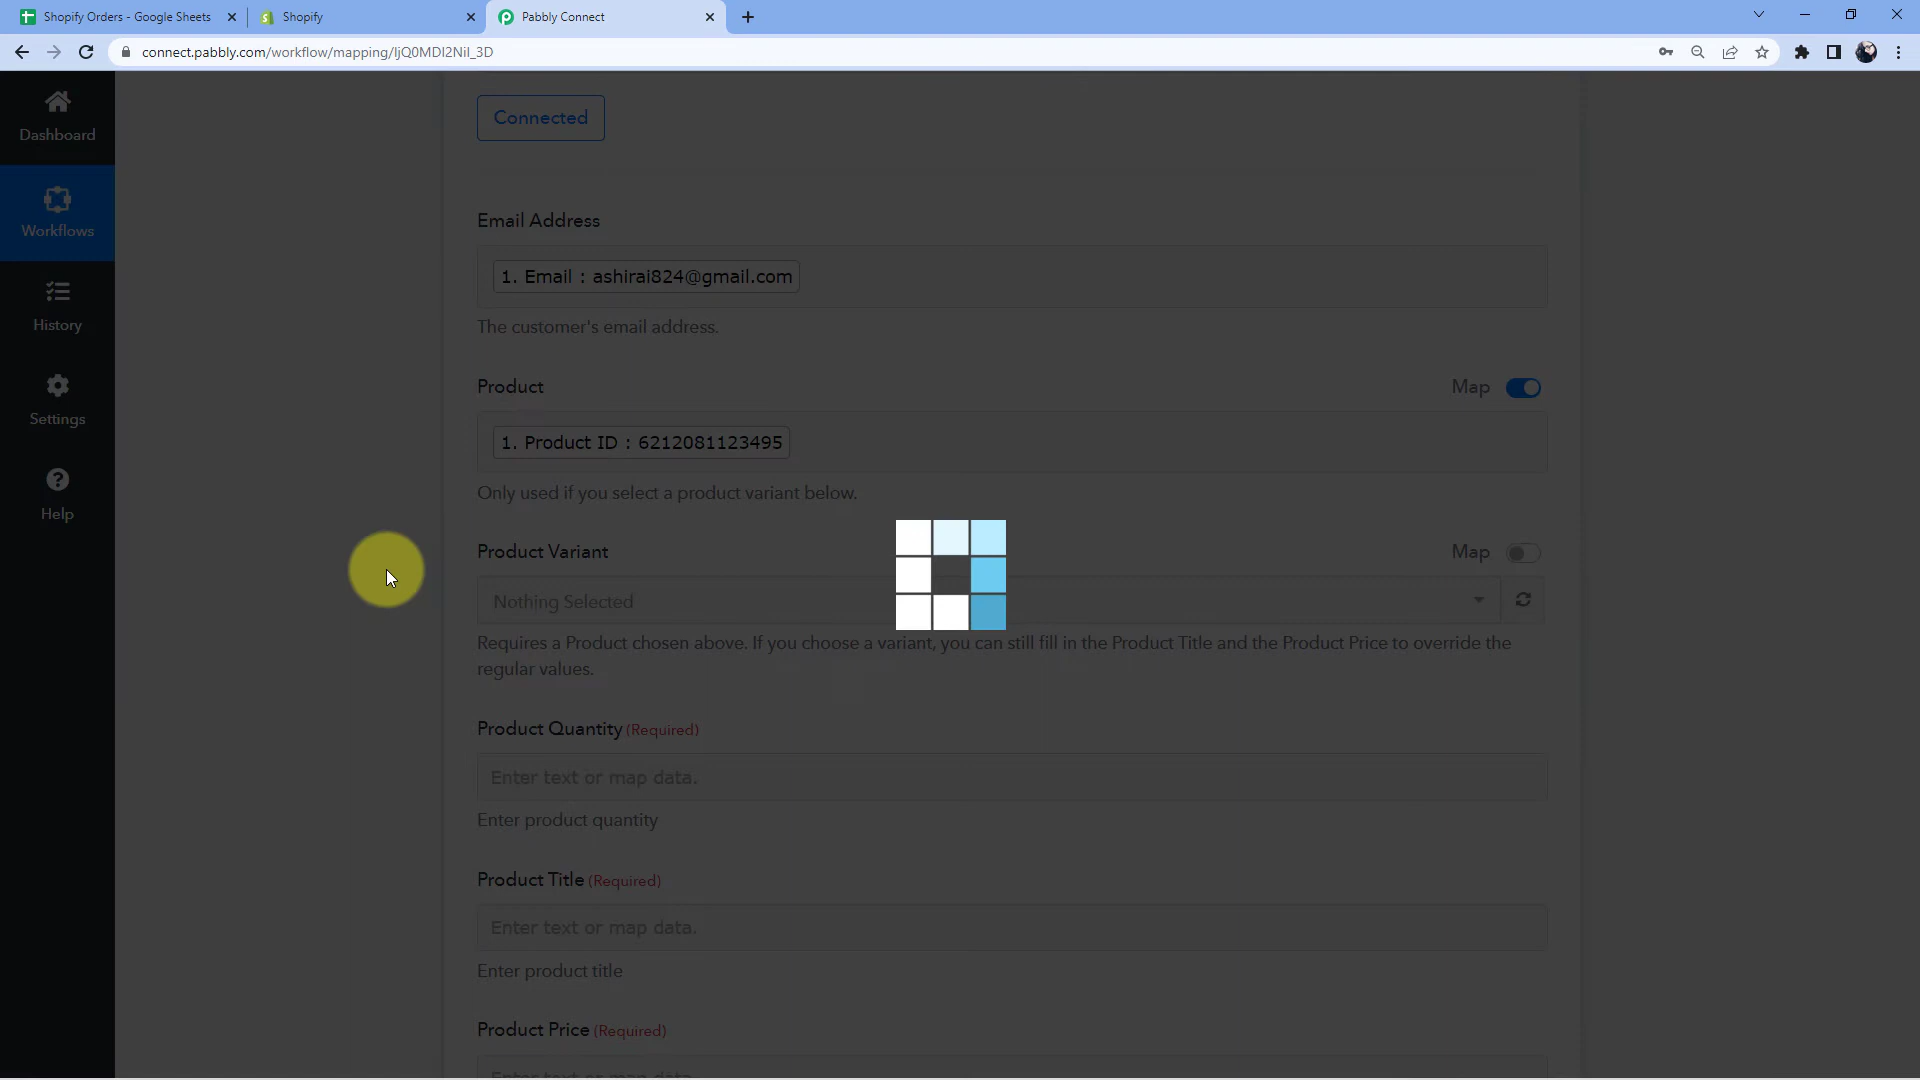 Shopify Orders - Google Sheets
Shopify
Pabbly Connect
connect.pabbly.com/workflow/mapping/IjQ0MDI2NiI_3D
Dashboard
Workflows
History
Settings
Help
Connected
Email Address
1. Email : ashirai824@gmail.com
The customer's email address.
Product
Map
1. Product ID : 6212081123495
Only used if you select a product variant below.
Product Variant
Map
Nothing Selected
Requires a Product chosen above. If you choose a variant, you can still fill in the Product Title and the Product Price to override the
regular values.
Product Quantity (Required)
Enter text or map data.
Enter product quantity
Product Title (Required)
Enter text or map data.
Enter product title
Product Price (Required)
Enter text or map data.